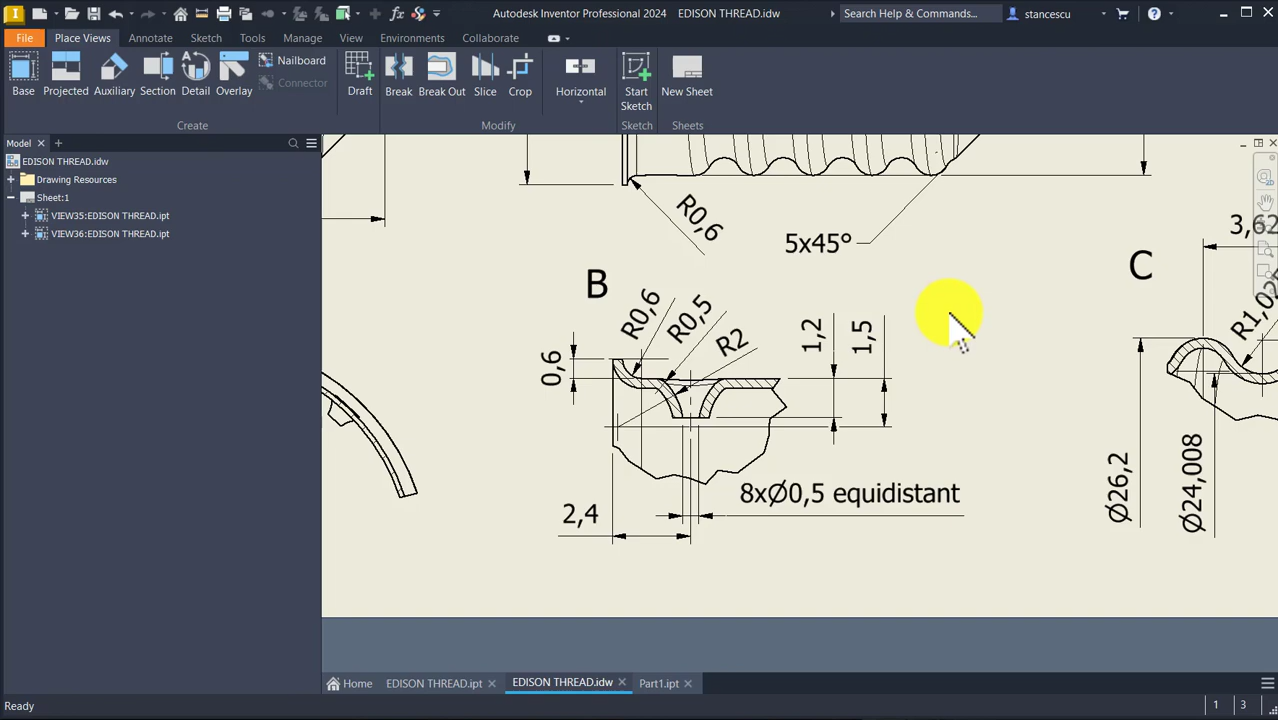 Autodesk Inventor Professional 2024 EDISON THREAD.idw
Search Help & Commands...
stancescu
File Place Views Annotate Sketch Tools Manage View Environments Collaborate
Base Projected Auxiliary Section Detail Overlay
Nailboard
Connector
Draft
Break Break Out Slice Crop
Horizontal
Start Sketch
New Sheet
Create Modify Sketch Sheets
Model
EDISON THREAD.idw
Drawing Resources
Sheet:1
VIEW35:EDISON THREAD.ipt
VIEW36:EDISON THREAD.ipt
R0,6
5x45°
3,62
B
C
R0,6
R0,5
R2
0,6
1,2
1,5
R1,025
Ø26,2
Ø24,008
8xØ0,5 equidistant
2,4
Home EDISON THREAD.ipt EDISON THREAD.idw Part1.ipt
Ready
1 3